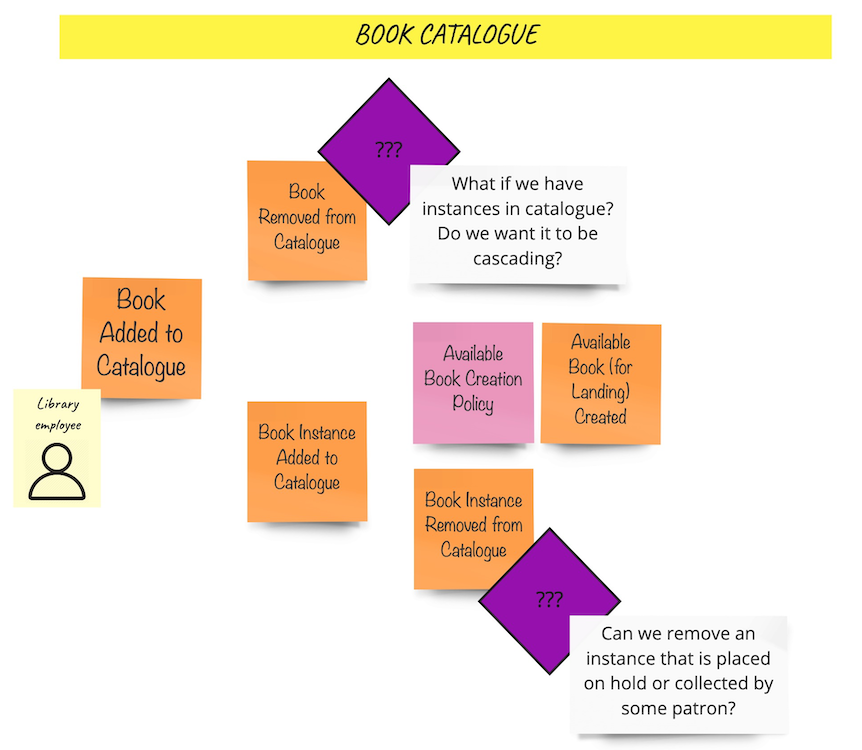 BOOK CATALOGUE
???
Book
Removed from
Catalogue
What if we have
instances in catalogue?
Do we want it to be
cascading?
Book
Added to
Catalogue
Library
employee
Available
Book Creation
Policy
Available
Book (for
Landing)
Created
Book Instance
Added to
Catalogue
Book Instance
Removed from
Catalogue
???
Can we remove an
instance that is placed
on hold or collected by
some patron?